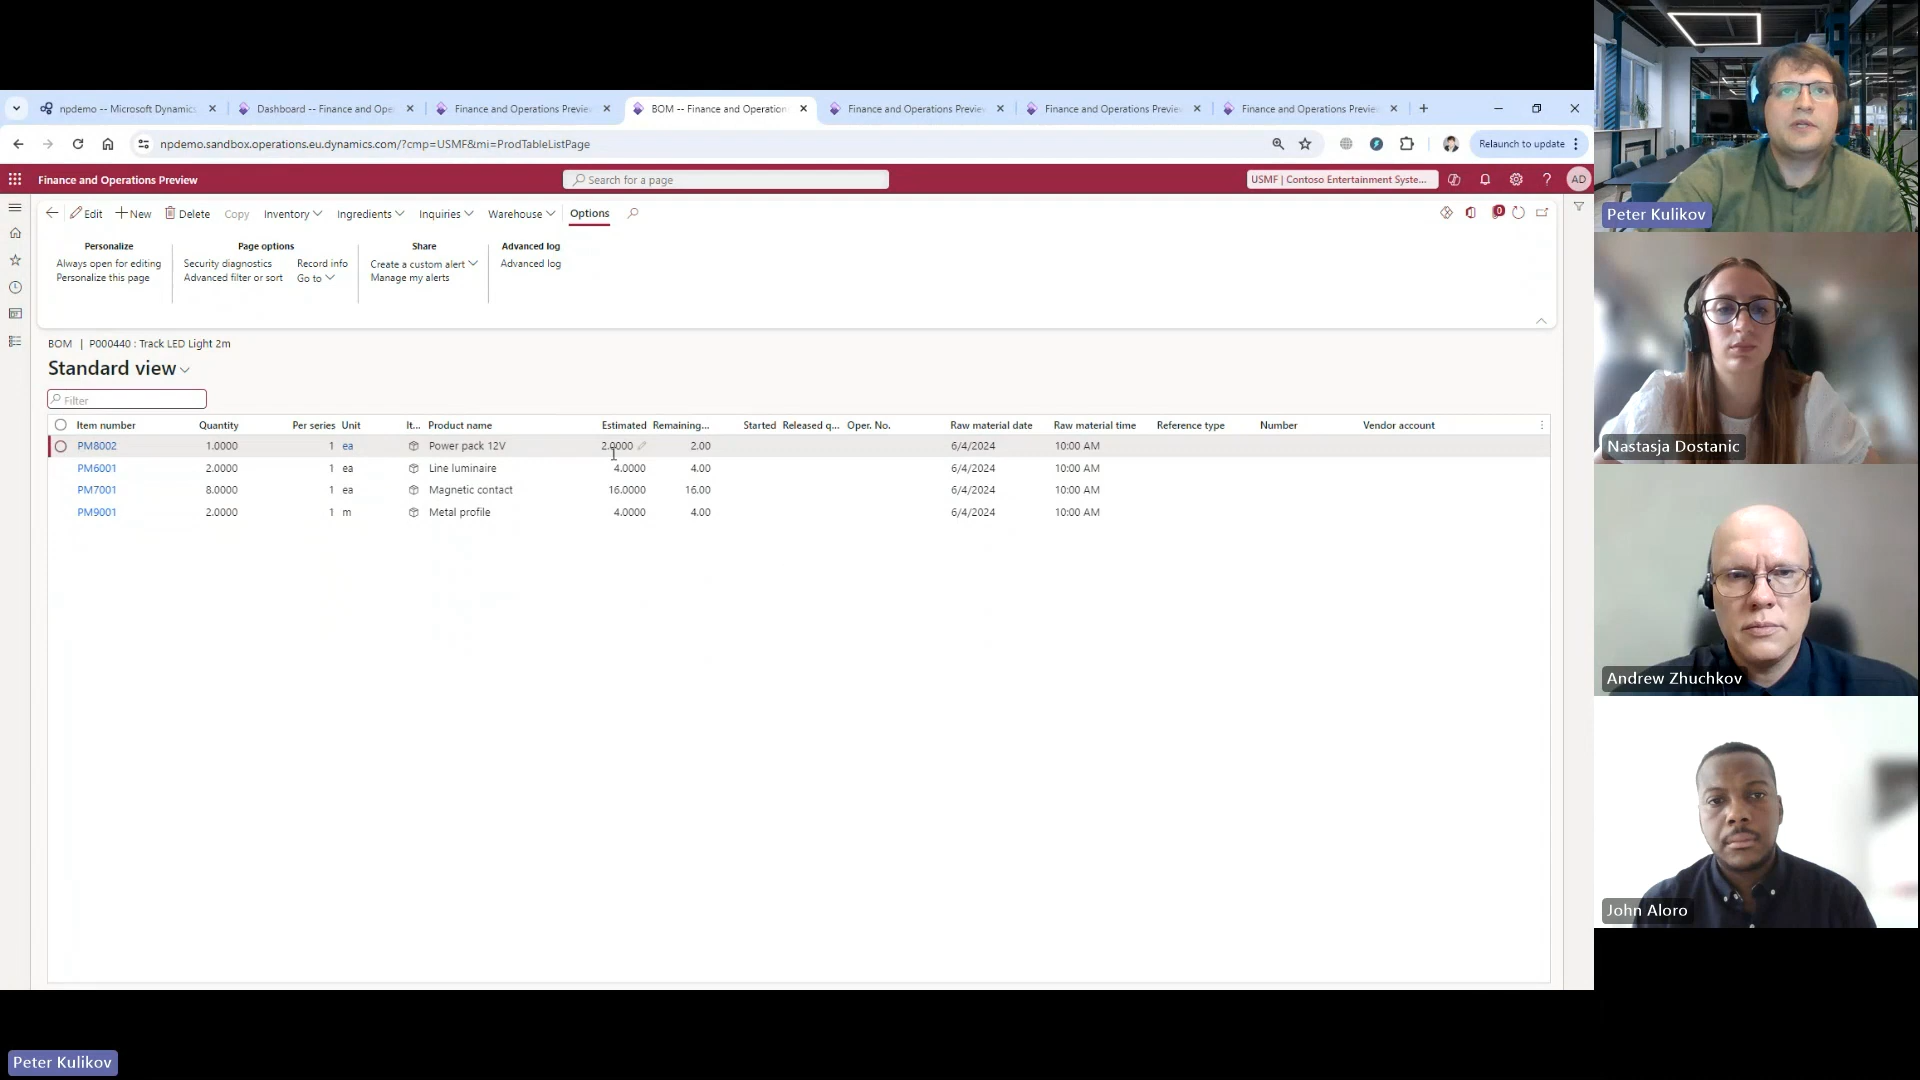 npdemo -- Microsoft Dynamic
Dashboard -- Finance and Ope
Finance and Operations Previe
BOM -- Finance and Operation
Finance and Operations Previe
Finance and Operations Previe
Finance and Operations Previe
npdemo.sandbox.operations.eu.dynamics.com/?cmp=USMF&mi=ProdTableListPage
Relaunch to update
Finance and Operations Preview
Search for a page
USMF | Contoso Entertainment Syste...
AD
Edit
New
Delete
Copy
Inventory
Ingredients
Inquiries
Warehouse
Options
0
Personalize
Always open for editing
Personalize this page
Page options
Security diagnostics
Advanced filter or sort
Record info
Go to
Share
Create a custom alert
Manage my alerts
Advanced log
Advanced log
BOM | P000440 : Track LED Light 2m
Standard view
Filter
Item number Quantity Per series Unit It... Product name Estimated Remaining... Started Released q... Oper. No. Raw material date Raw material time Reference type Number Vendor account
PM8002 1.0000 1 ea Power pack 12V 2.0000 2.00 6/4/2024 10:00 AM
PM6001 2.0000 1 ea Line luminaire 4.0000 4.00 6/4/2024 10:00 AM
PM7001 8.0000 1 ea Magnetic contact 16.0000 16.00 6/4/2024 10:00 AM
PM9001 2.0000 1 m Metal profile 4.0000 4.00 6/4/2024 10:00 AM
Peter Kulikov
Nastasja Dostanic
Andrew Zhuchkov
John Aloro
Peter Kulikov